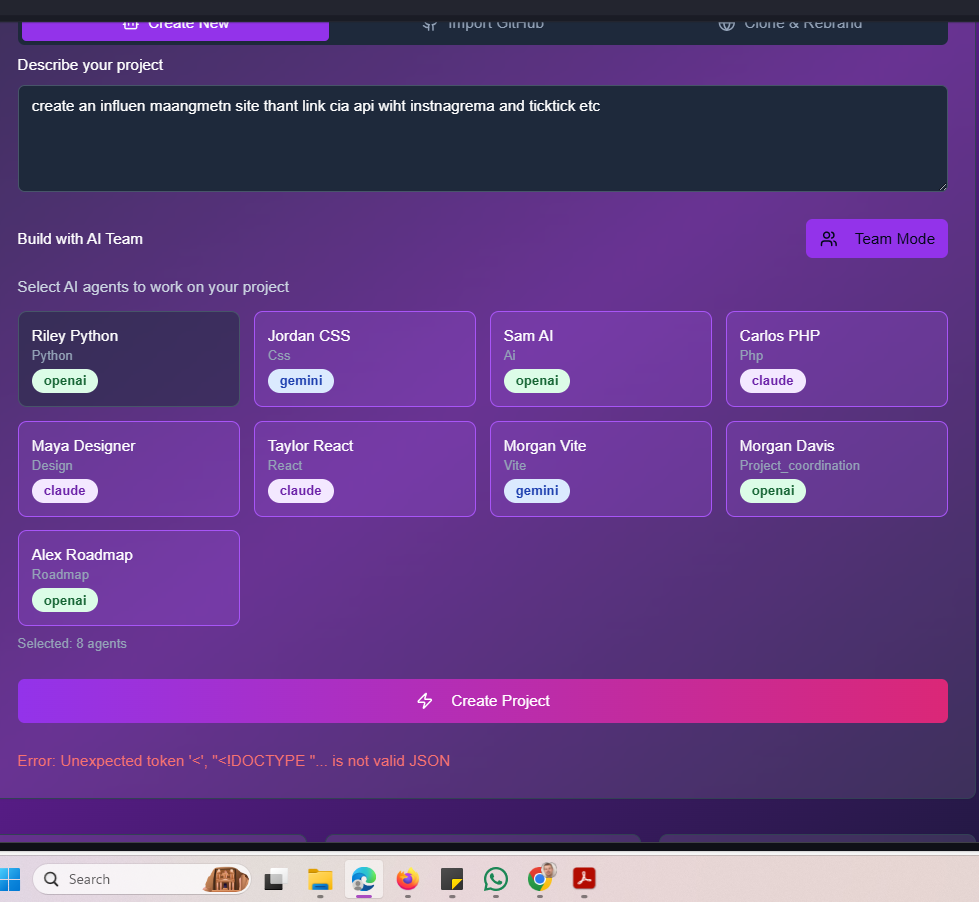 Create New
Import GitHub
Clone & Rebrand
Describe your project
create an influen maangmetn site thant link cia api wiht instnagrema and ticktick etc
Build with AI Team
Team Mode
Select AI agents to work on your project
Riley Python
Python
openai
Jordan CSS
Css
gemini
Sam AI
Ai
openai
Carlos PHP
Php
claude
Maya Designer
Design
claude
Taylor React
React
claude
Morgan Vite
Vite
gemini
Morgan Davis
Project_coordination
openai
Alex Roadmap
Roadmap
openai
Selected: 8 agents
Create Project
Error: Unexpected token '<', "<!DOCTYPE "... is not valid JSON
Search